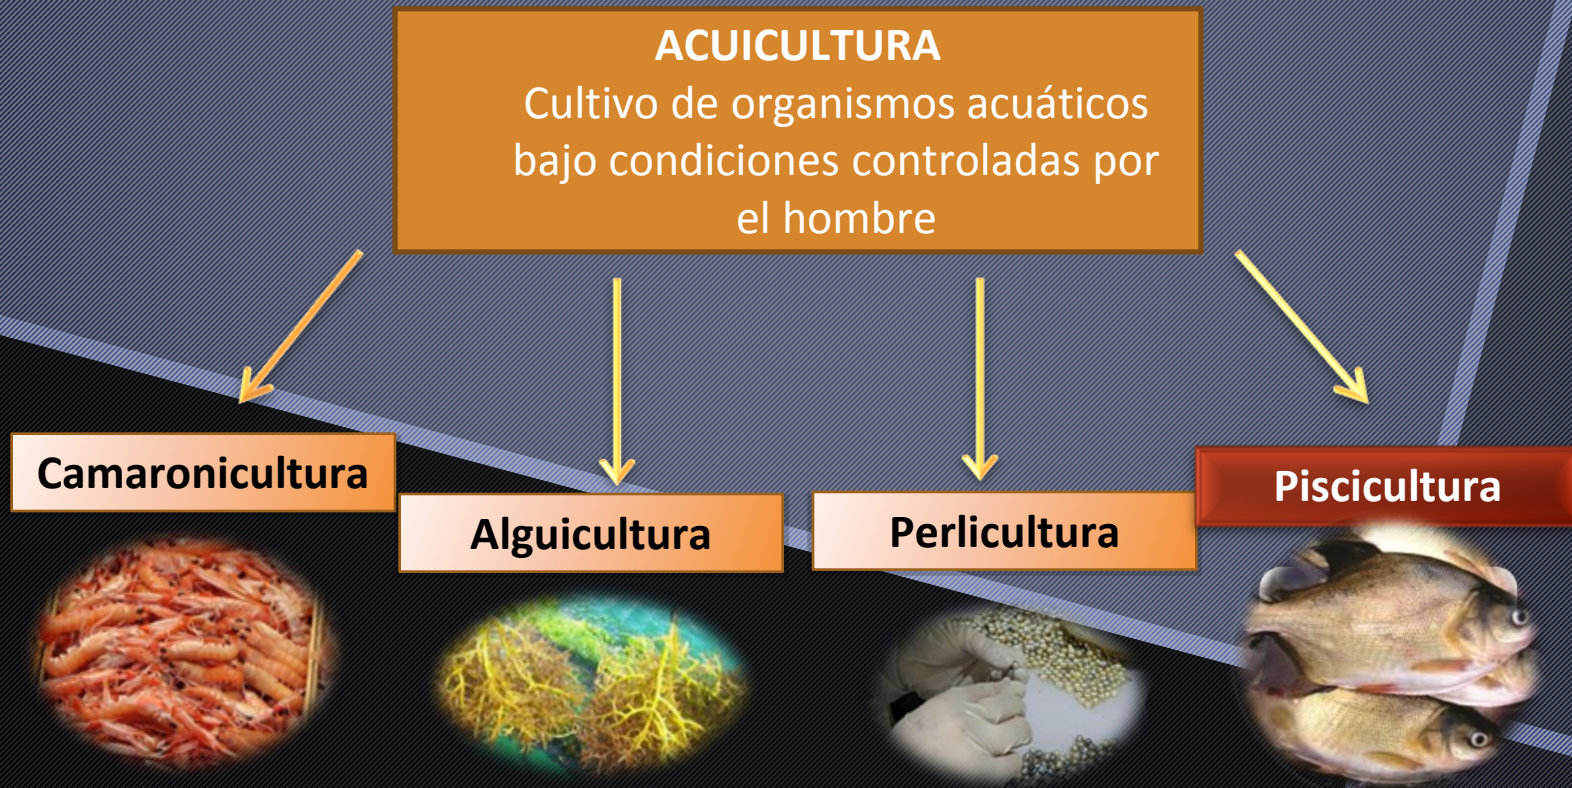 ACUICULTURA
Cultivo de organismos acuáticos
bajo condiciones controladas por
el hombre
Camaronicultura
Alguicultura
Perlicultura
Piscicultura